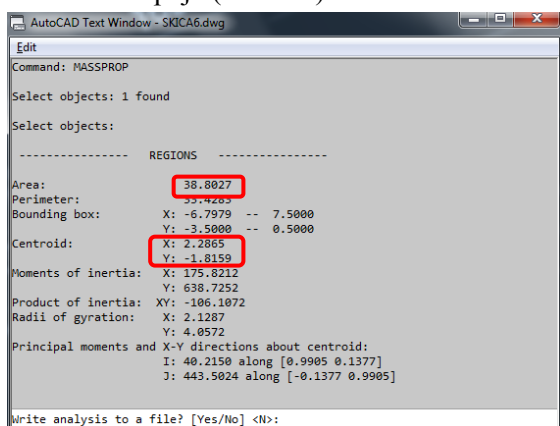 AutoCAD Text Window - SKICA6.dwg
Edit
Command: MASSPROP
Select objects: 1 found
Select objects:
---------------- REGIONS ----------------
Area: 38.8027
Perimeter: 33.4283
Bounding box: X: -6.7979 -- 7.5000
Y: -3.5000 -- 0.5000
Centroid: X: 2.2865
Y: -1.8159
Moments of inertia: X: 175.8212
Y: 638.7252
Product of inertia: XY: -106.1072
Radii of gyration: X: 2.1287
Y: 4.0572
Principal moments and X-Y directions about centroid:
I: 40.2150 along [0.9905 0.1377]
J: 443.5024 along [-0.1377 0.9905]
Write analysis to a file? [Yes/No] <N>: